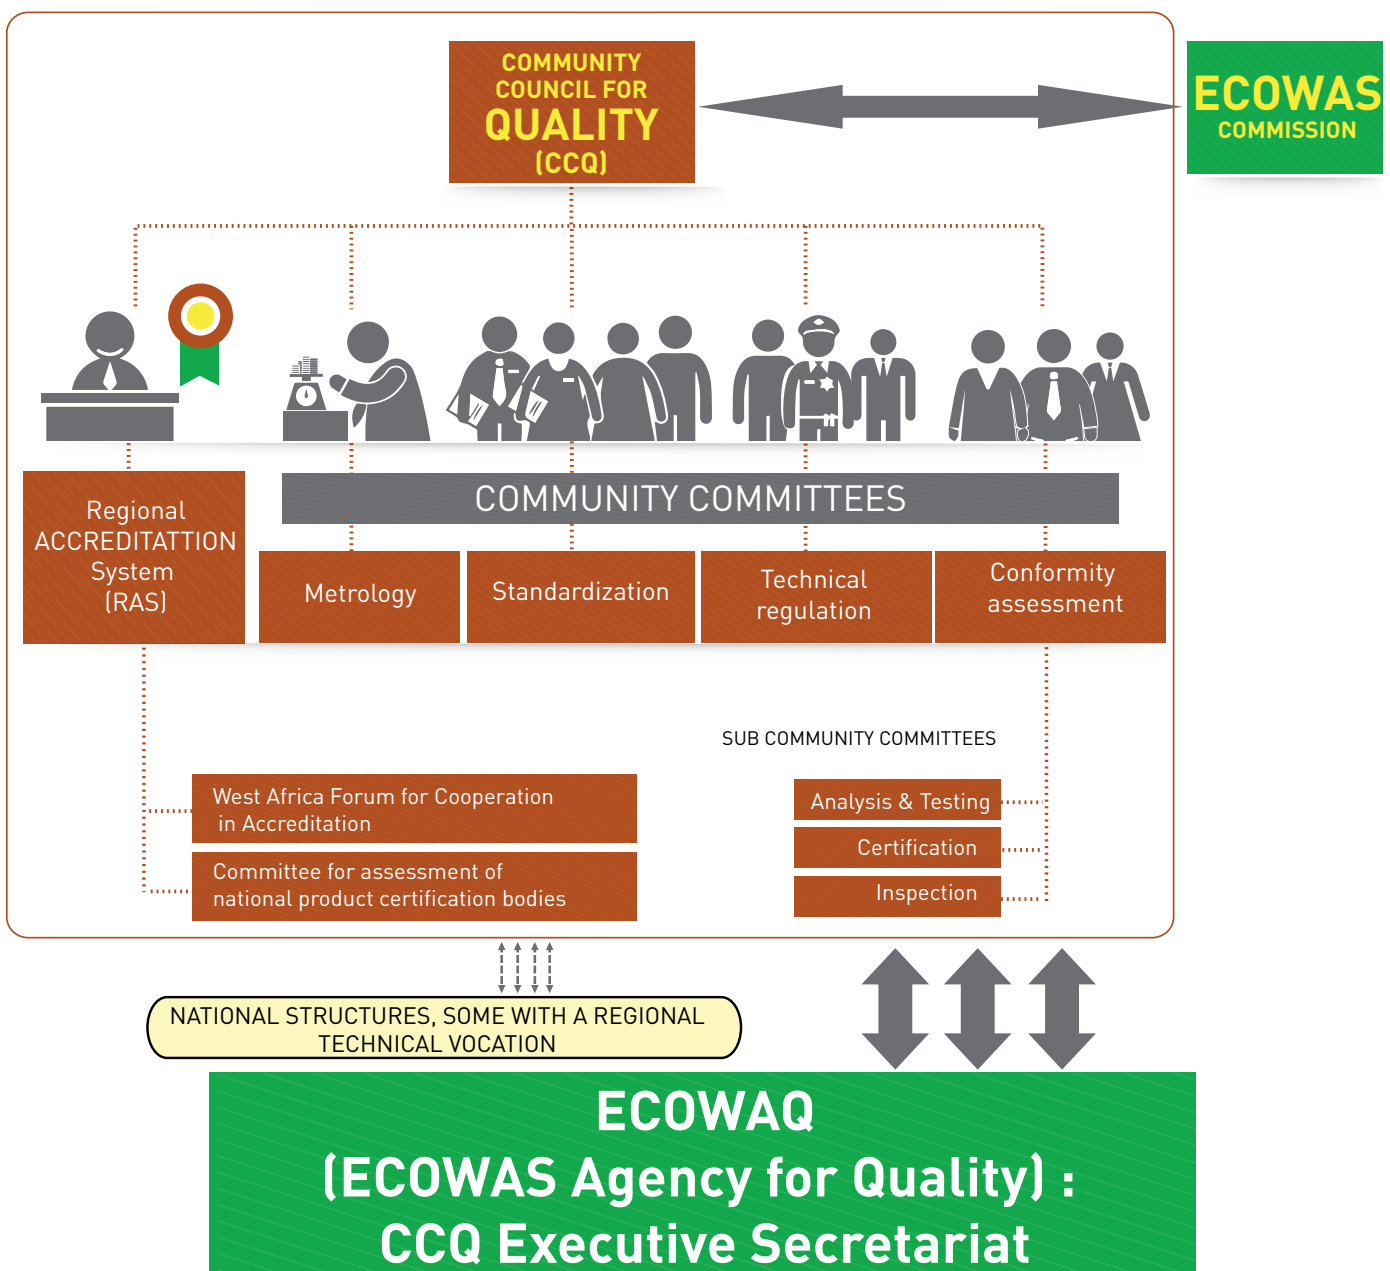 COMMUNITY
COUNCIL FOR
QUALITY
(CCQ)
ECOWAS
COMMISSION
Regional
ACCREDITATTION
System
(RAS)
COMMUNITY COMMITTEES
Metrology
Standardization
Technical
regulation
Conformity
assessment
SUB COMMUNITY COMMITTEES
West Africa Forum for Cooperation
in Accreditation
Committee for assessment of
national product certification bodies
Analysis & Testing
Certification
Inspection
NATIONAL STRUCTURES, SOME WITH A REGIONAL
TECHNICAL VOCATION
ECOWAQ
(ECOWAS Agency for Quality) :
CCQ Executive Secretariat